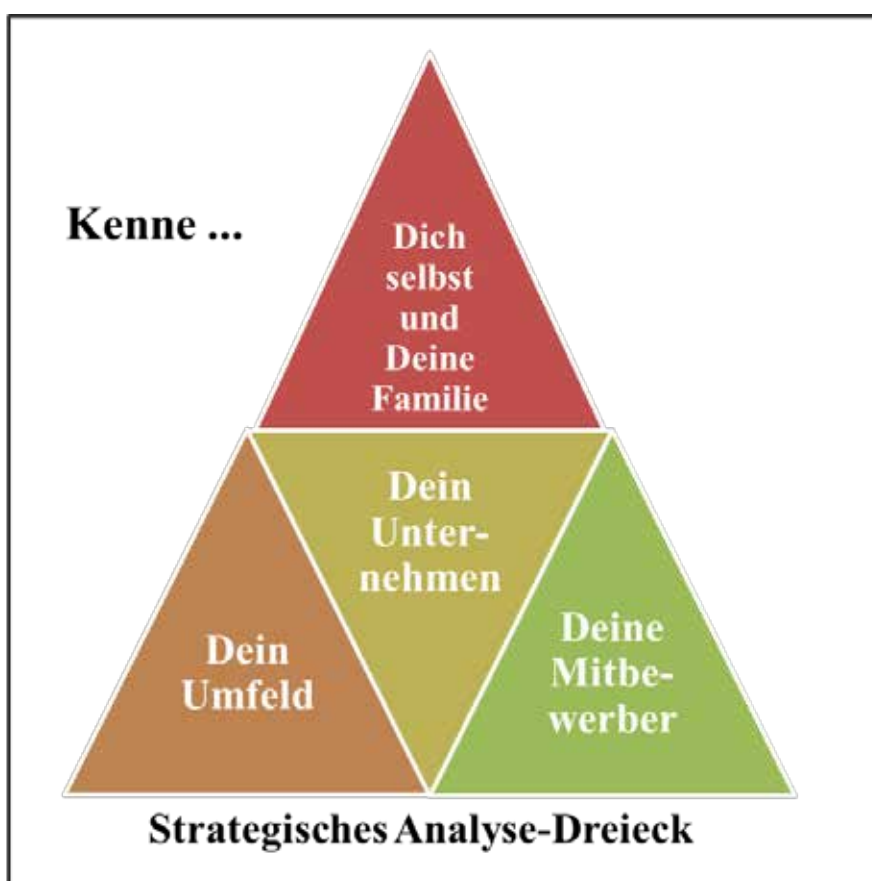 Kenne ...
Dich
selbst
und
Deine
Familie
Dein
Unter-
nehmen
Dein
Umfeld
Deine
Mitbe-
werber
Strategisches Analyse-Dreieck